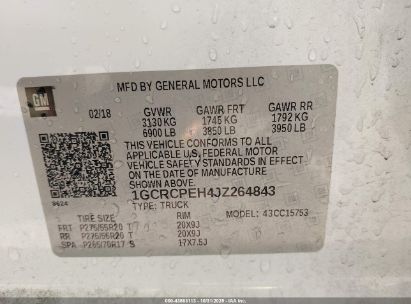 MFD BY GENERAL MOTORS LLC
GM
02/18 GVWR GAWR FRT GAWR RR
3130 KG 1746 KG 1792 KG
6900 LB 3850 LB 3950 LB
THIS VEHICLE CONFORMS TO ALL
APPLICABLE U.S. FEDERAL MOTOR
VEHICLE SAFETY STANDARDS IN EFFECT
ON THE DATE OF MANUFACTURE
SHOWN ABOVE.
1GCRCPEH4JZ264843
9624 TYPE: TRUCK MODEL: 43CC15753
TIRE SIZE RIM
FRT P275/55R20 T 20X9J
RR P275/55R20 T 20X9J
SPA P265/70R17 S 17X7.5J